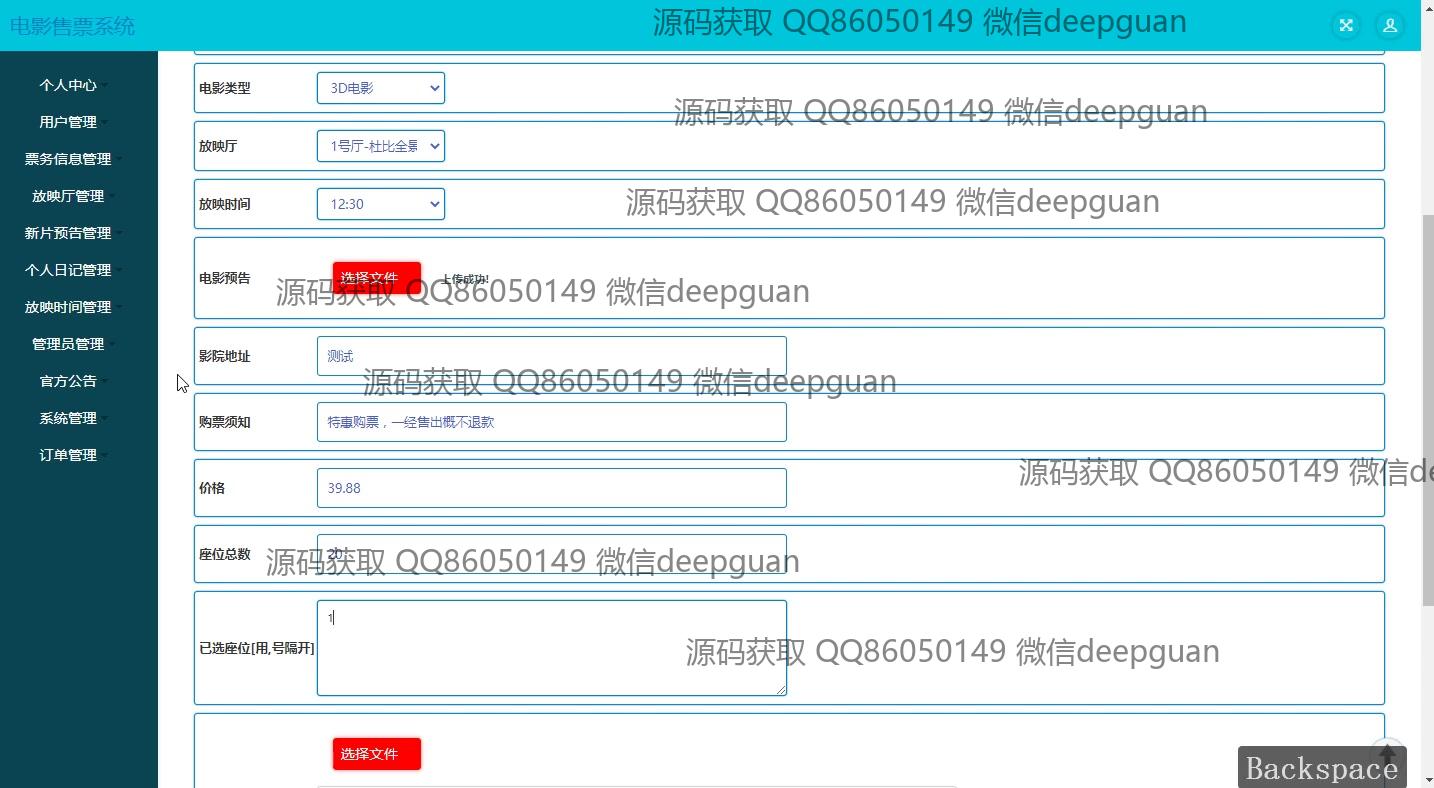 电影售票系统
源码获取 QQ86050149 微信deepguan
个人中心
用户管理
票务信息管理
放映厅管理
新片预告管理
个人日记管理
放映时间管理
管理员管理
官方公告
系统管理
订单管理
电影类型 3D电影
源码获取 QQ86050149 微信deepguan
放映厅 1号厅-杜比全景
放映时间 12:30
源码获取 QQ86050149 微信deepguan
电影预告 选择文件 上传成功!
源码获取 QQ86050149 微信deepguan
影院地址 测试
源码获取 QQ86050149 微信deepguan
购票须知 特惠购票，一经售出概不退款
价格 39.88
源码获取 QQ86050149 微信de
座位总数 20
源码获取 QQ86050149 微信deepguan
已选座位[用,号隔开] 1
源码获取 QQ86050149 微信deepguan
选择文件
Backspace